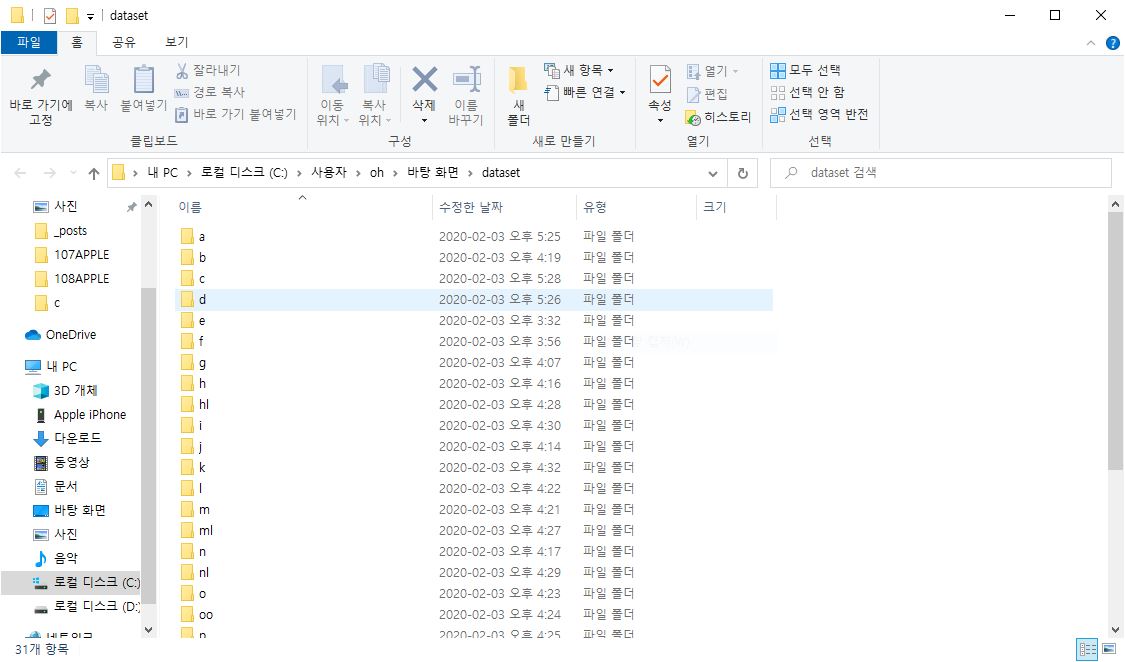 dataset
파일 홈 공유 보기
바로 가기에 고정
복사
붙여넣기
잘라내기
경로 복사
바로 가기 붙여넣기
클립보드
이동 위치
복사 위치
삭제
이름 바꾸기
구성
새 폴더
새 항목
빠른 연결
새로 만들기
속성
열기
편집
히스토리
열기
모두 선택
선택 안 함
선택 영역 반전
선택
내 PC > 로컬 디스크 (C:) > 사용자 > oh > 바탕 화면 > dataset
dataset 검색
사진
_posts
107APPLE
108APPLE
c
OneDrive
내 PC
3D 개체
Apple iPhone
다운로드
동영상
문서
바탕 화면
사진
음악
로컬 디스크 (C:)
로컬 디스크 (D:)
네트워크
이름 수정한 날짜 유형 크기
a 2020-02-03 오후 5:25 파일 폴더
b 2020-02-03 오후 4:19 파일 폴더
c 2020-02-03 오후 5:28 파일 폴더
d 2020-02-03 오후 5:26 파일 폴더
e 2020-02-03 오후 3:32 파일 폴더
f 2020-02-03 오후 3:56 파일 폴더
g 2020-02-03 오후 4:07 파일 폴더
h 2020-02-03 오후 4:16 파일 폴더
hl 2020-02-03 오후 4:28 파일 폴더
i 2020-02-03 오후 4:30 파일 폴더
j 2020-02-03 오후 4:14 파일 폴더
k 2020-02-03 오후 4:32 파일 폴더
l 2020-02-03 오후 4:22 파일 폴더
m 2020-02-03 오후 4:21 파일 폴더
ml 2020-02-03 오후 4:27 파일 폴더
n 2020-02-03 오후 4:17 파일 폴더
nl 2020-02-03 오후 4:29 파일 폴더
o 2020-02-03 오후 4:23 파일 폴더
oo 2020-02-03 오후 4:24 파일 폴더
p 2020-02-03 오후 4:25 파일 폴더
31개 항목